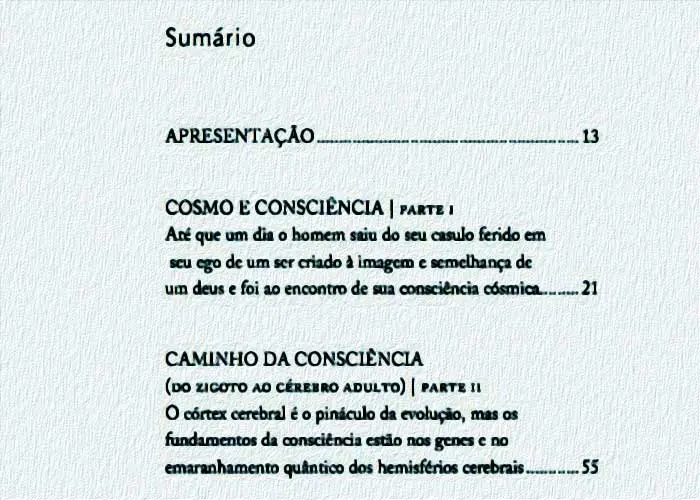 Sumário
APRESENTAÇÃO 13
COSMO E CONSCIÊNCIA | PARTE I
Até que um dia o homem saiu do seu casulo ferido em
seu ego de um ser criado à imagem e semelhança de
um deus e foi ao encontro de sua consciência cósmica 21
CAMINHO DA CONSCIÊNCIA
(DO ZIGOTO AO CÉREBRO ADULTO) | PARTE II
O córtex cerebral é o pináculo da evolução, mas os
fundamentos da consciência estão nos genes e no
emaranhamento quântico dos hemisférios cerebrais 55